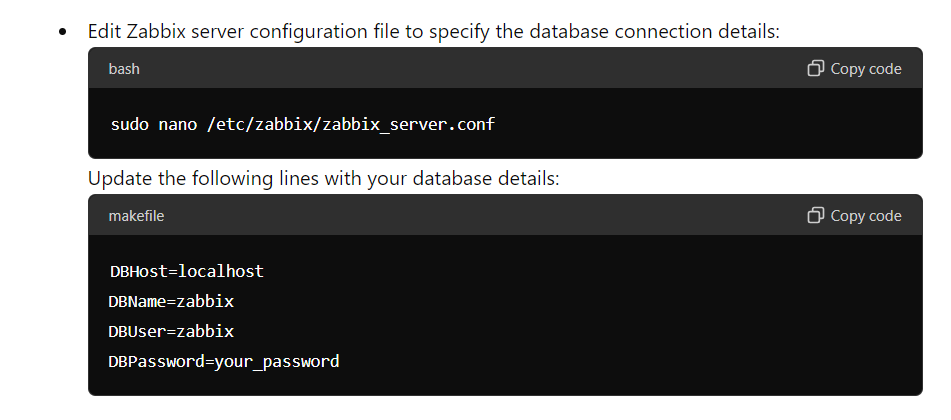 Edit Zabbix server configuration file to specify the database connection details:
bash
Copy code
sudo nano /etc/zabbix/zabbix_server.conf
Update the following lines with your database details:
makefile
Copy code
DBHost=localhost
DBName=zabbix
DBUser=zabbix
DBPassword=your_password